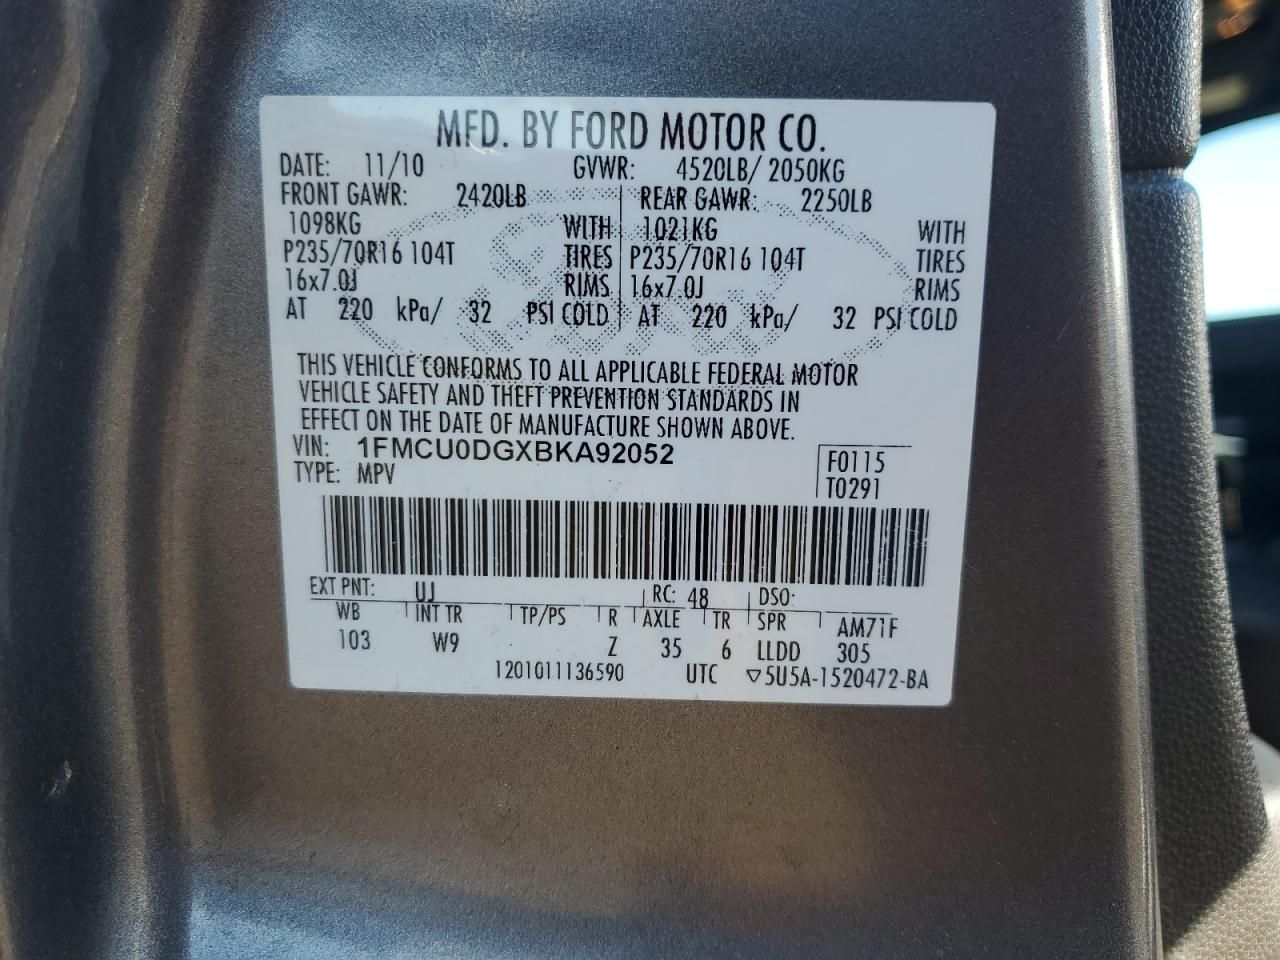 MFD. BY FORD MOTOR CO.
DATE: 11/10 GVWR: 4520LB/ 2050KG
FRONT GAWR: 2420LB REAR GAWR: 2250LB
1098KG WITH 1021KG WITH
P235/70R16 104T TIRES P235/70R16 104T TIRES
16x7.0J RIMS 16x7.0J RIMS
AT 220 kPa/ 32 PSI COLD AT 220 kPa/ 32 PSI COLD
THIS VEHICLE CONFORMS TO ALL APPLICABLE FEDERAL MOTOR
VEHICLE SAFETY AND THEFT PREVENTION STANDARDS IN
EFFECT ON THE DATE OF MANUFACTURE SHOWN ABOVE.
VIN: 1FMCU0DGXBKA92052
TYPE: MPV
F0115
T0291
EXT PNT: UJ RC: 48 DSO:
WB INT TR TP/PS R AXLE TR SPR AM71F
103 W9 Z 35 6 LLDD 305
1201011136590 UTC ▽5U5A-1520472-BA